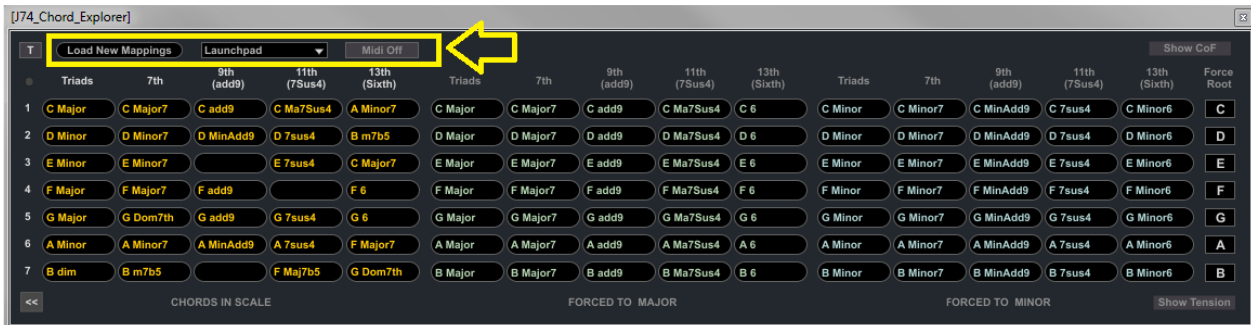 [J74_Chord_Explorer]
T Load New Mappings Launchpad Midi Off Show CoF
Triads 7th 9th (add9) 11th (7Sus4) 13th (Sixth) Triads 7th 9th (add9) 11th (7Sus4) 13th (Sixth) Triads 7th 9th (add9) 11th (7Sus4) 13th (Sixth) Force Root
1 C Major C Major7 C add9 C Ma7Sus4 A Minor7 C Major C Major7 C add9 C Ma7Sus4 C 6 C Minor C Minor7 C MinAdd9 C 7sus4 C Minor6 C
2 D Minor D Minor7 D MinAdd9 D 7sus4 B m7b5 D Major D Major7 D add9 D Ma7Sus4 D 6 D Minor D Minor7 D MinAdd9 D 7sus4 D Minor6 D
3 E Minor E Minor7 E 7sus4 C Major7 E Major E Major7 E add9 E Ma7Sus4 E 6 E Minor E Minor7 E MinAdd9 E 7sus4 E Minor6 E
4 F Major F Major7 F add9 F 6 F Major F Major7 F add9 F Ma7Sus4 F 6 F Minor F Minor7 F MinAdd9 F 7sus4 F Minor6 F
5 G Major G Dom7th G add9 G 7sus4 G 6 G Major G Major7 G add9 G Ma7Sus4 G 6 G Minor G Minor7 G MinAdd9 G 7sus4 G Minor6 G
6 A Minor A Minor7 A MinAdd9 A 7sus4 F Major7 A Major A Major7 A add9 A Ma7Sus4 A 6 A Minor A Minor7 A MinAdd9 A 7sus4 A Minor6 A
7 B dim B m7b5 F Maj7b5 G Dom7th B Major B Major7 B add9 B Ma7Sus4 B 6 B Minor B Minor7 B MinAdd9 B 7sus4 B Minor6 B
<< CHORDS IN SCALE FORCED TO MAJOR FORCED TO MINOR Show Tension